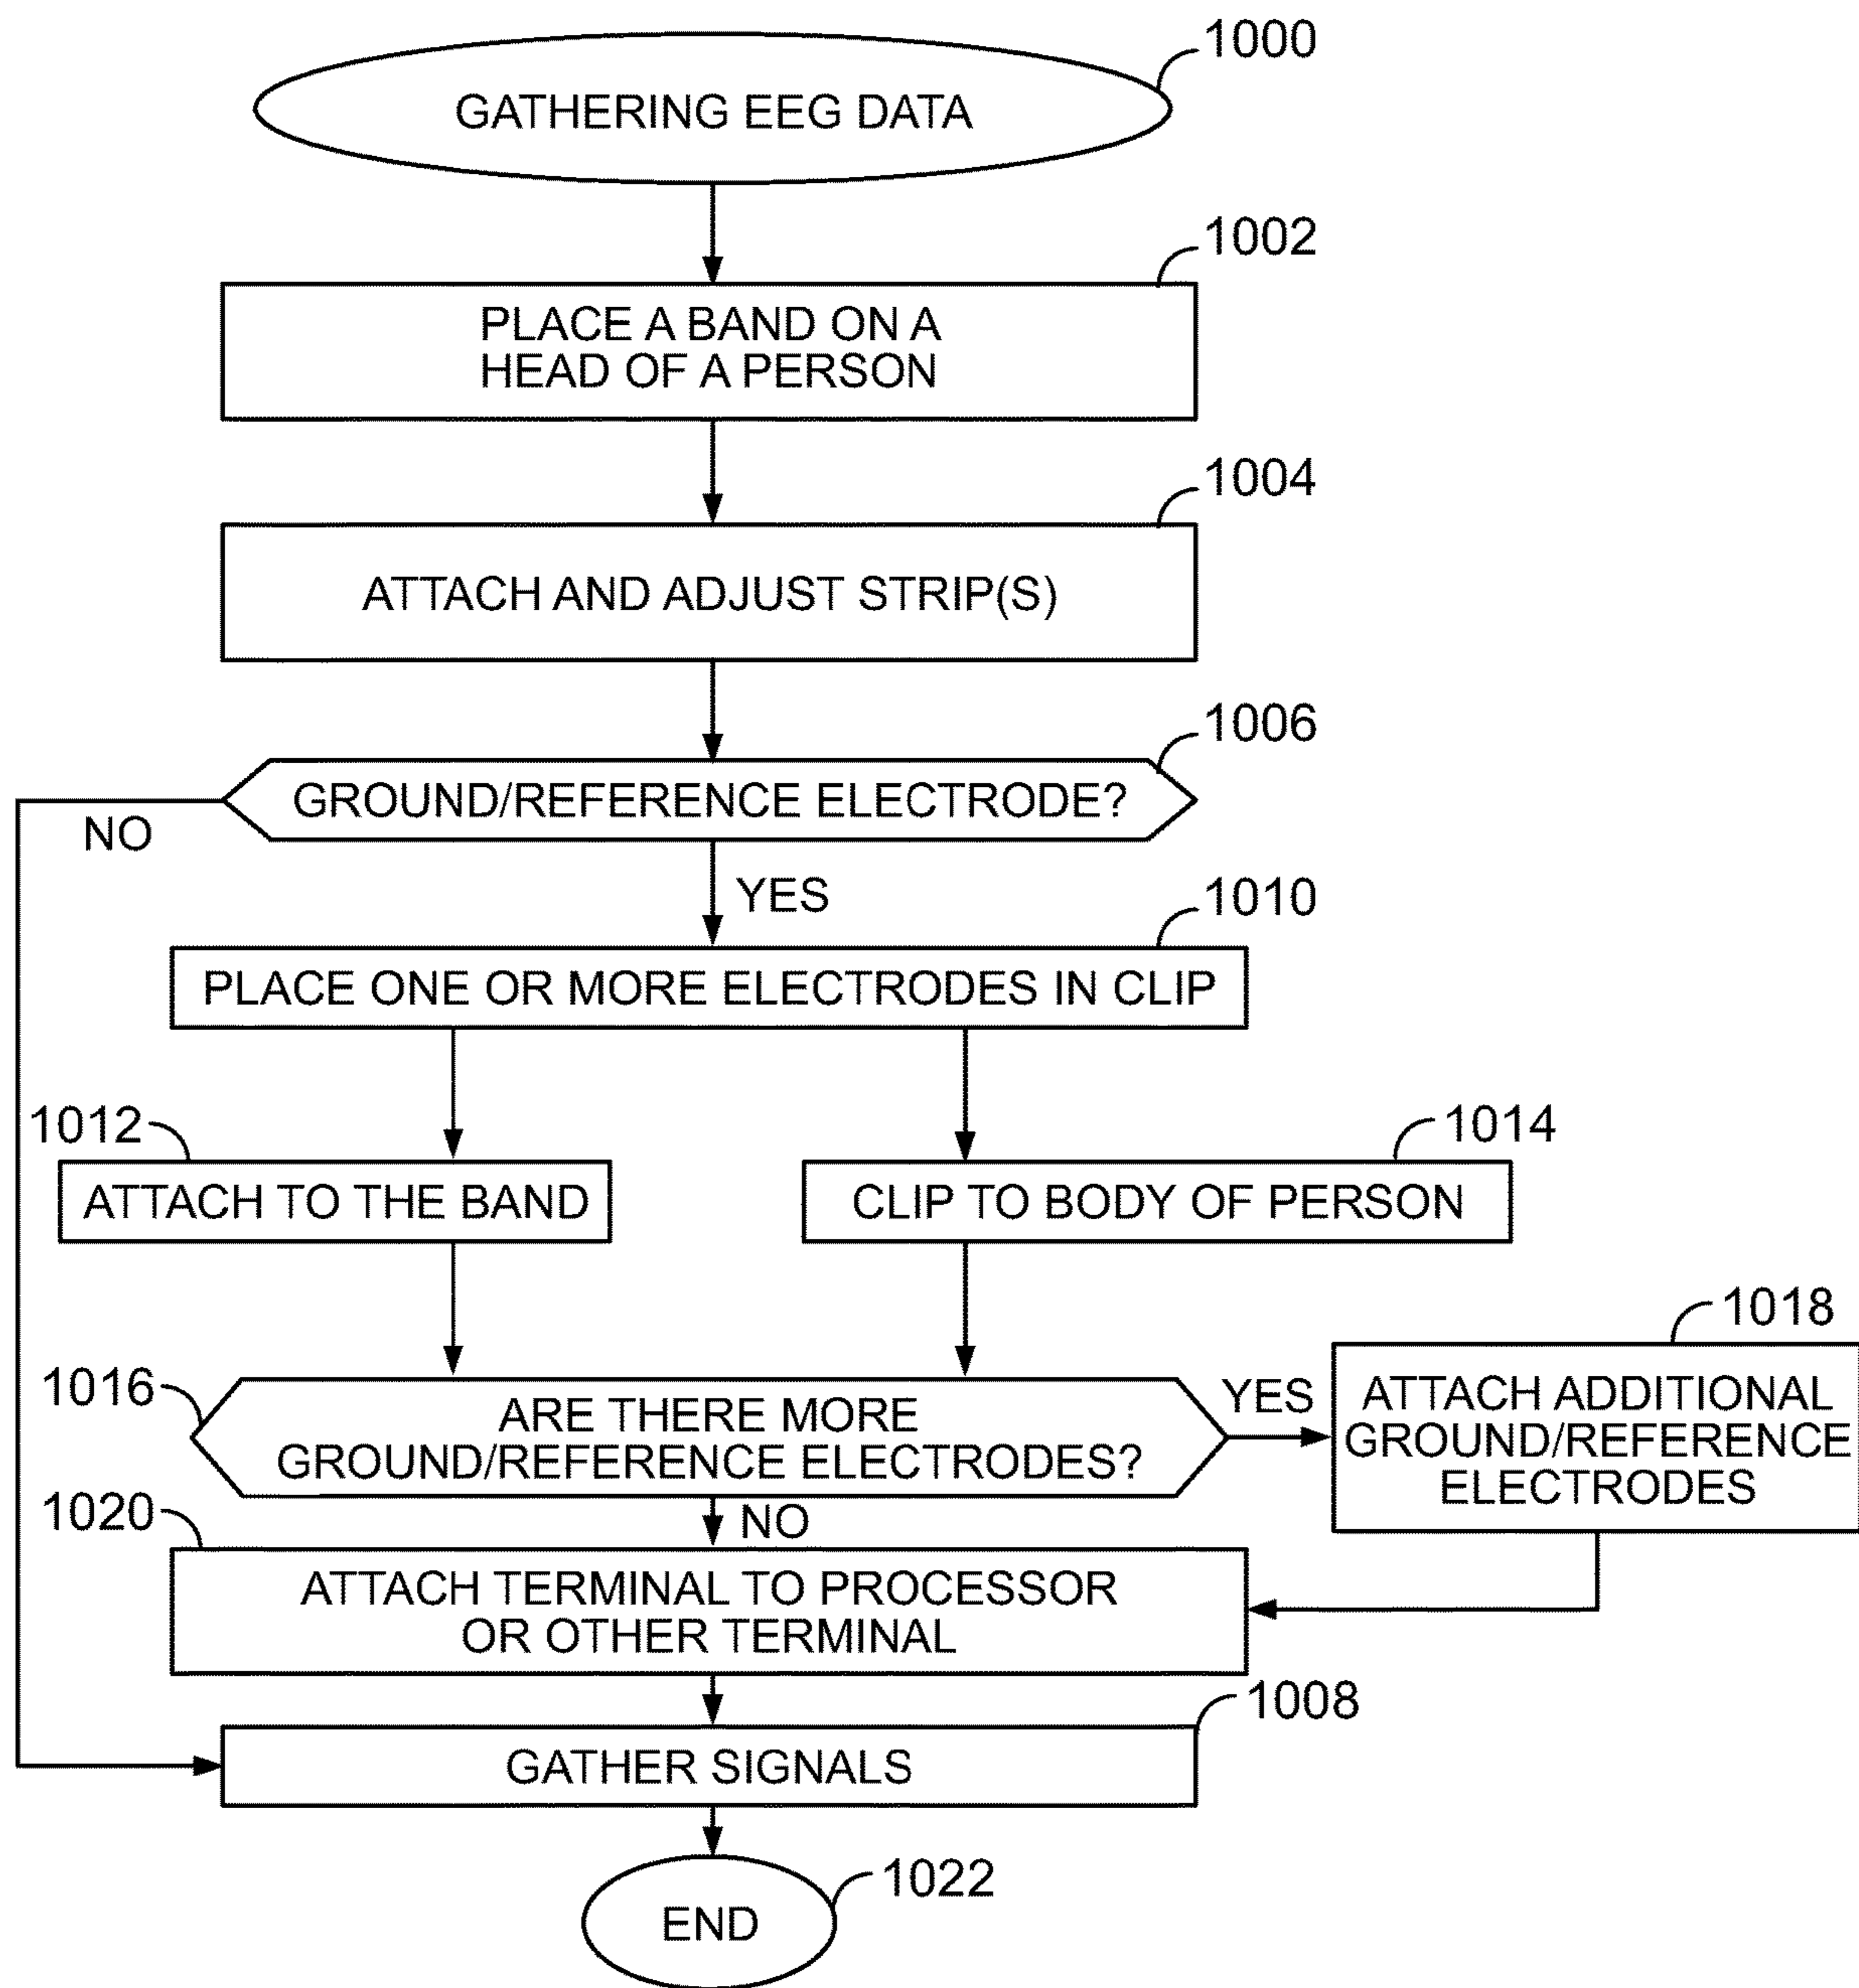 1000
GATHERING EEG DATA
1002
PLACE A BAND ON A
HEAD OF A PERSON
1004
ATTACH AND ADJUST STRIP(S)
1006
GROUND/REFERENCE ELECTRODE?
NO
YES
1010
PLACE ONE OR MORE ELECTRODES IN CLIP
1012
1014
ATTACH TO THE BAND
CLIP TO BODY OF PERSON
1018
1016
ARE THERE MORE
GROUND/REFERENCE ELECTRODES?
YES
ATTACH ADDITIONAL
GROUND/REFERENCE
ELECTRODES
1020
NO
ATTACH TERMINAL TO PROCESSOR
OR OTHER TERMINAL
1008
GATHER SIGNALS
1022
END